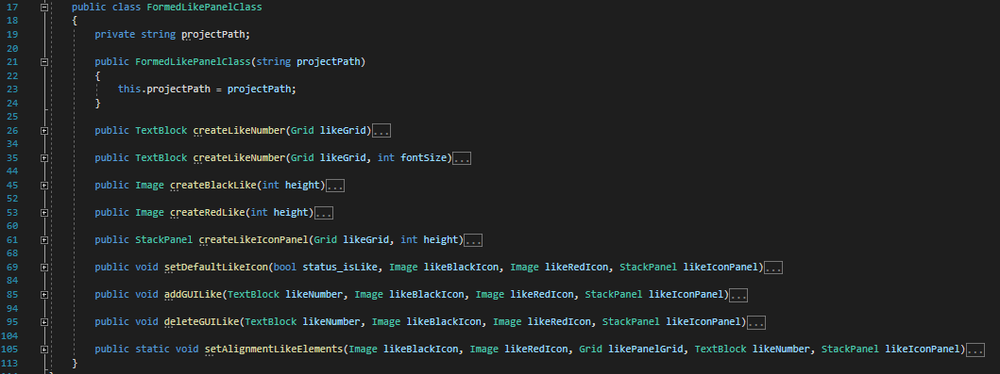 17 public class FormedLikePanelClass
18 {
19 private string projectPath;
20
21 public FormedLikePanelClass(string projectPath)
22 {
23 this.projectPath = projectPath;
24 }
25
26 public TextBlock createLikeNumber(Grid likeGrid)...
34
35 public TextBlock createLikeNumber(Grid likeGrid, int fontSize)...
44
45 public Image createBlackLike(int height)...
52
53 public Image createRedLike(int height)...
60
61 public StackPanel createLikeIconPanel(Grid likeGrid, int height)...
68
69 public void setDefaultLikeIcon(bool status_isLike, Image likeBlackIcon, Image likeRedIcon, StackPanel likeIconPanel)...
84
85 public void addGUILike(TextBlock likeNumber, Image likeBlackIcon, Image likeRedIcon, StackPanel likeIconPanel)...
94
95 public void deleteGUILike(TextBlock likeNumber, Image likeBlackIcon, Image likeRedIcon, StackPanel likeIconPanel)...
104
105 public static void setAlignmentLikeElements(Image likeBlackIcon, Image likeRedIcon, Grid likePanelGrid, TextBlock likeNumber, StackPanel likeIconPanel)...
113 }